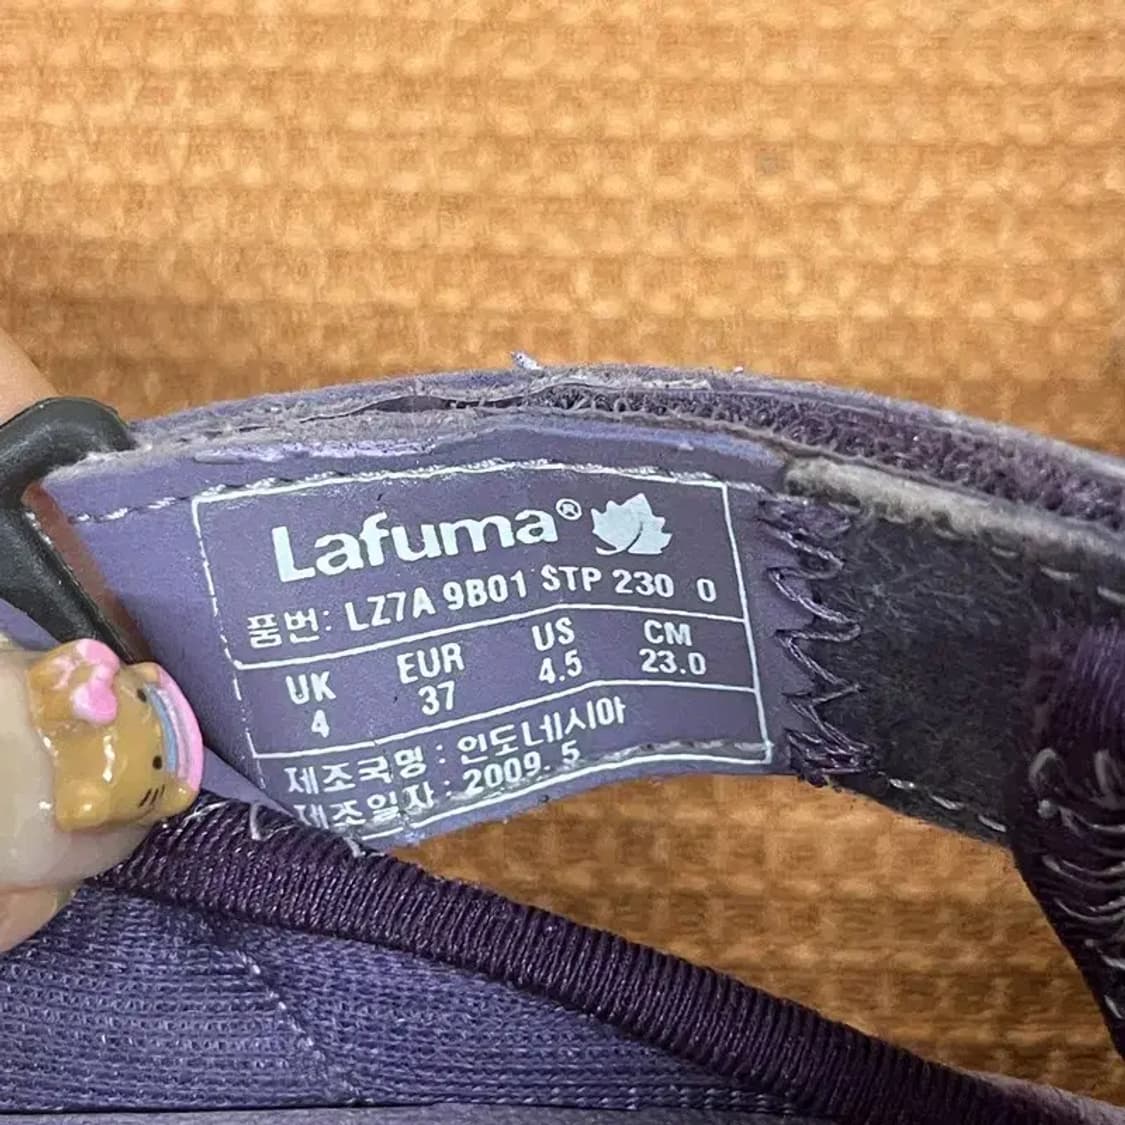 Lafuma®
품번: LZ7A 9B01 STP 230 0
UK EUR US CM
4 37 4.5 23.0
제조국명 : 인도네시아
제조일자 : 2009. 5